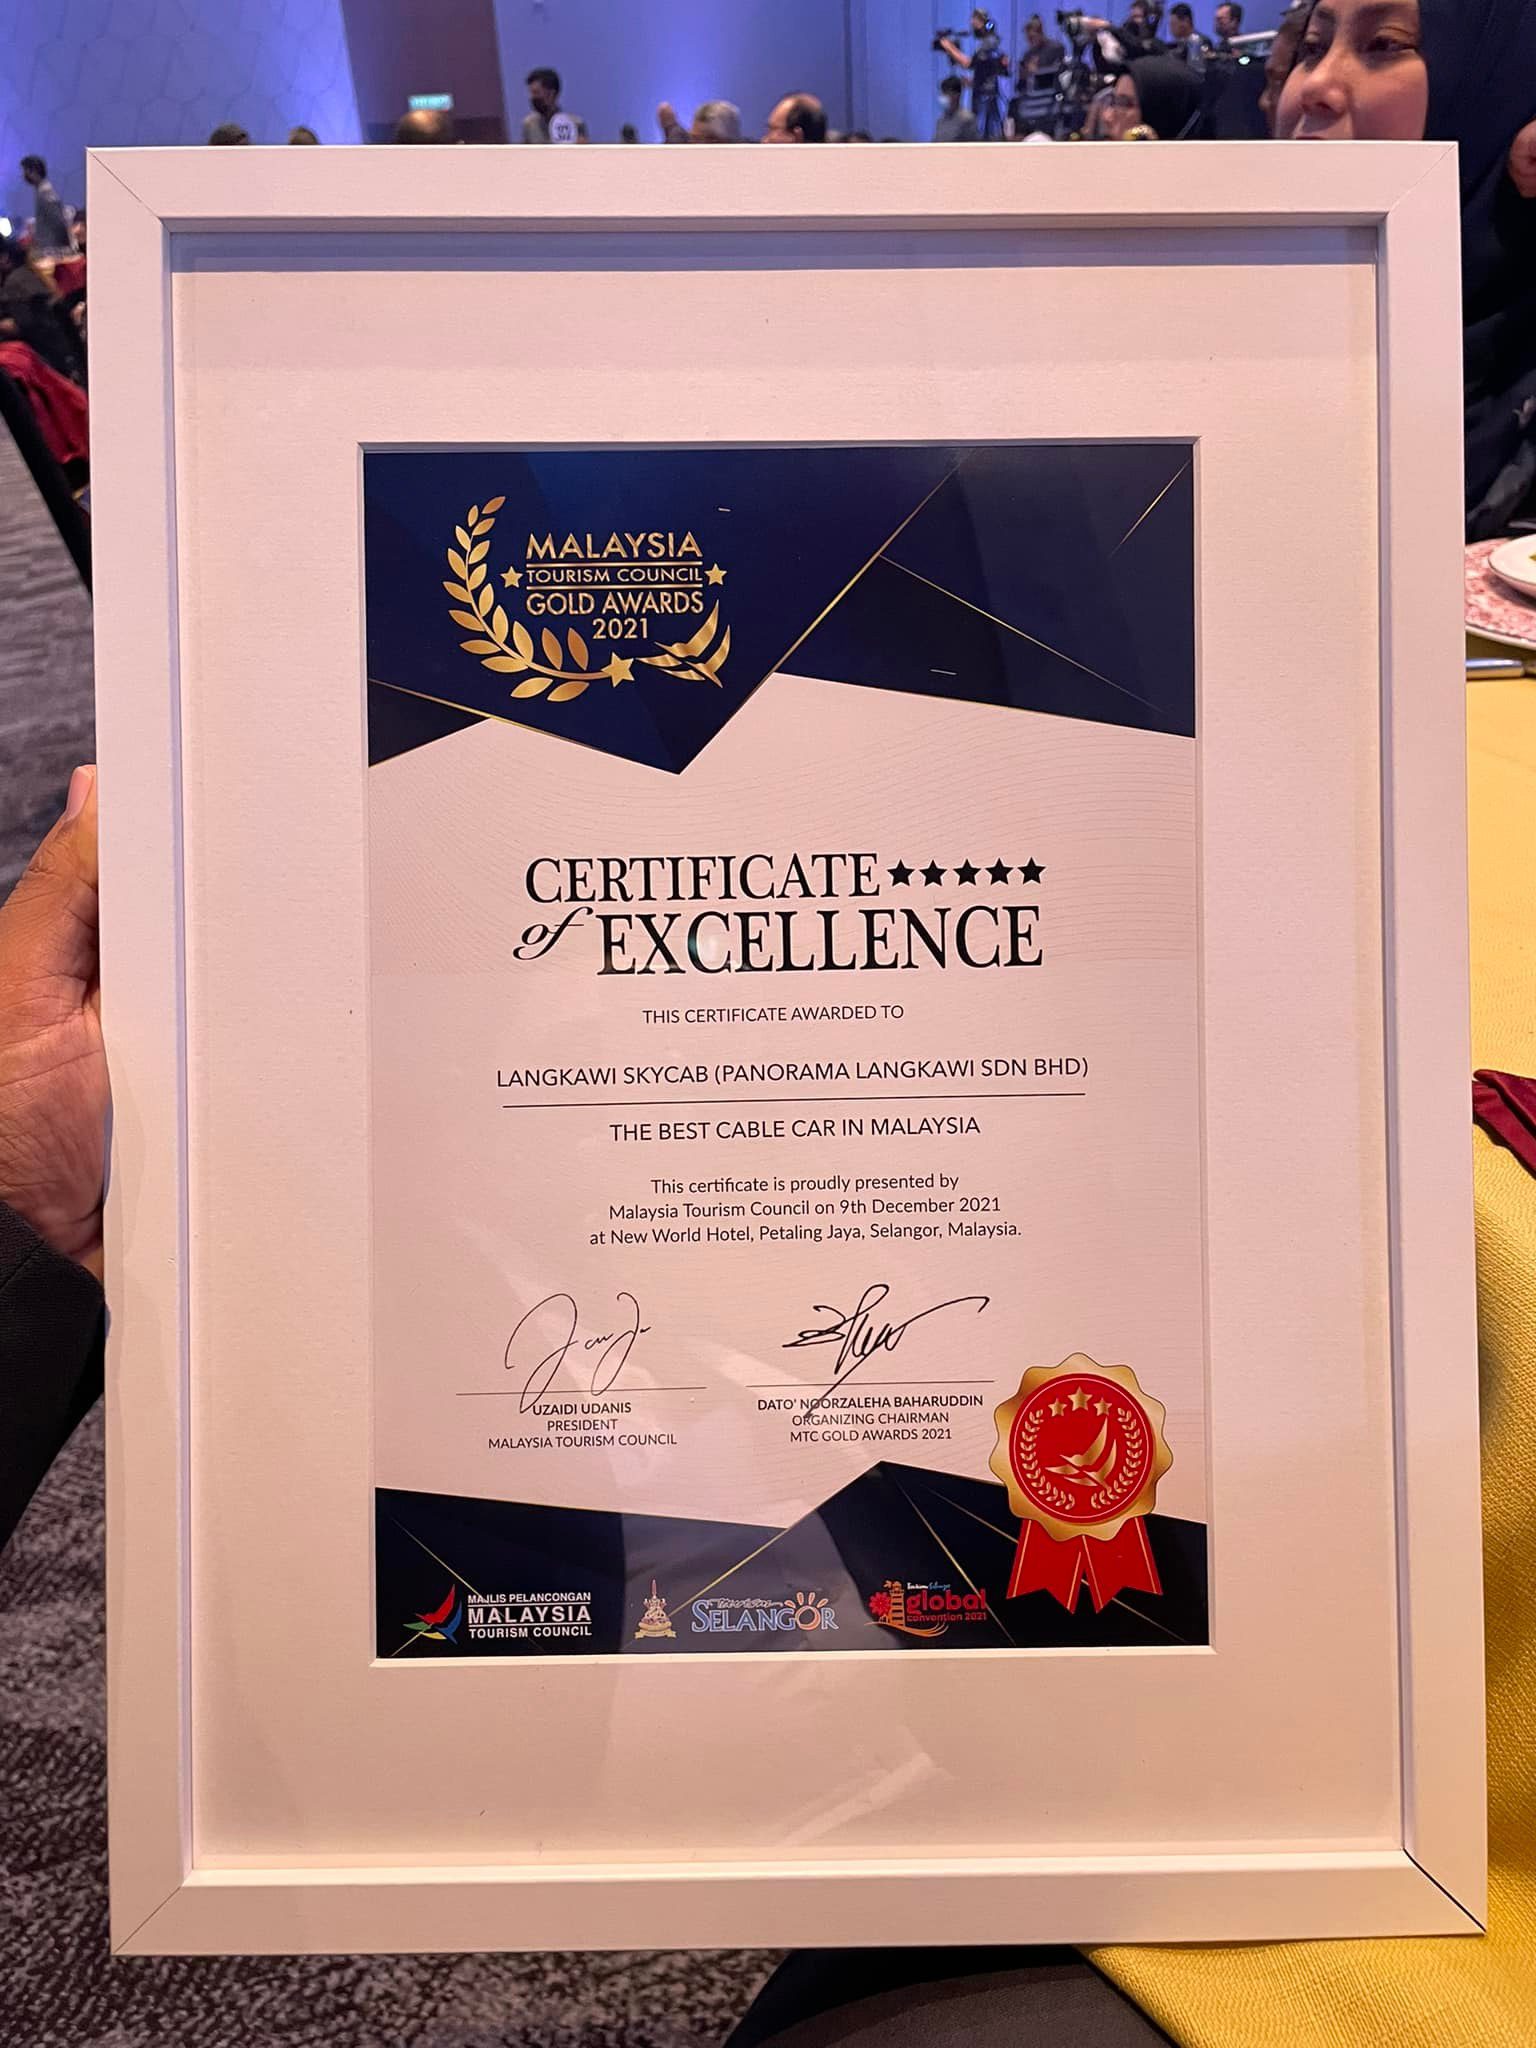 MALAYSIA
TOURISM COUNCIL
GOLD AWARDS
2021
CERTIFICATE
of EXCELLENCE
THIS CERTIFICATE AWARDED TO
LANGKAWI SKYCAB (PANORAMA LANGKAWI SDN BHD)
THE BEST CABLE CAR IN MALAYSIA
This certificate is proudly presented by
Malaysia Tourism Council on 9th December 2021
at New World Hotel, Petaling Jaya, Selangor, Malaysia.
UZAIDI UDANIS
PRESIDENT
MALAYSIA TOURISM COUNCIL
DATO' NOORZALEHA BAHARUDDIN
ORGANIZING CHAIRMAN
MTC GOLD AWARDS 2021
MAJLIS PELANCONGAN
MALAYSIA
TOURISM COUNCIL
Tourism
SELANGOR
Tourism Selangor
global
convention 2021